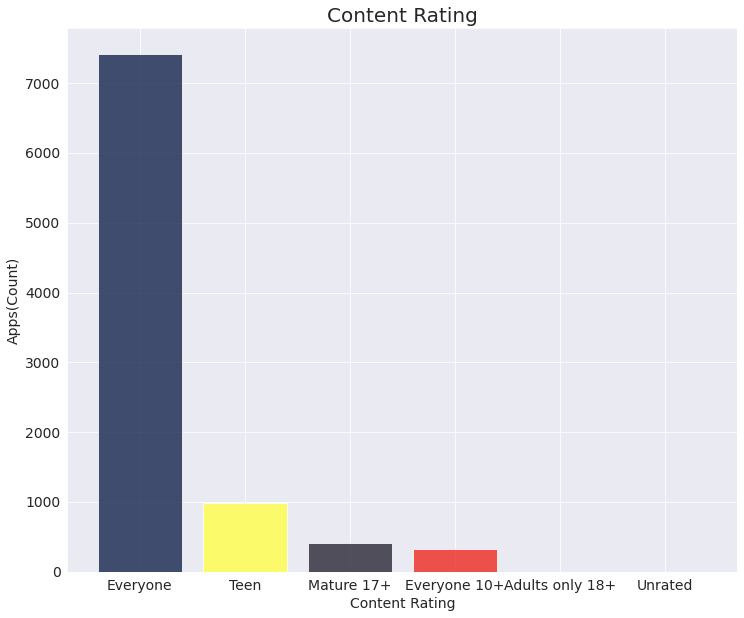 Content Rating
7000
6000
5000
4000
3000
2000
1000
0
Apps(Count)
Everyone Teen Mature 17+ Everyone 10+ Adults only 18+ Unrated
Content Rating